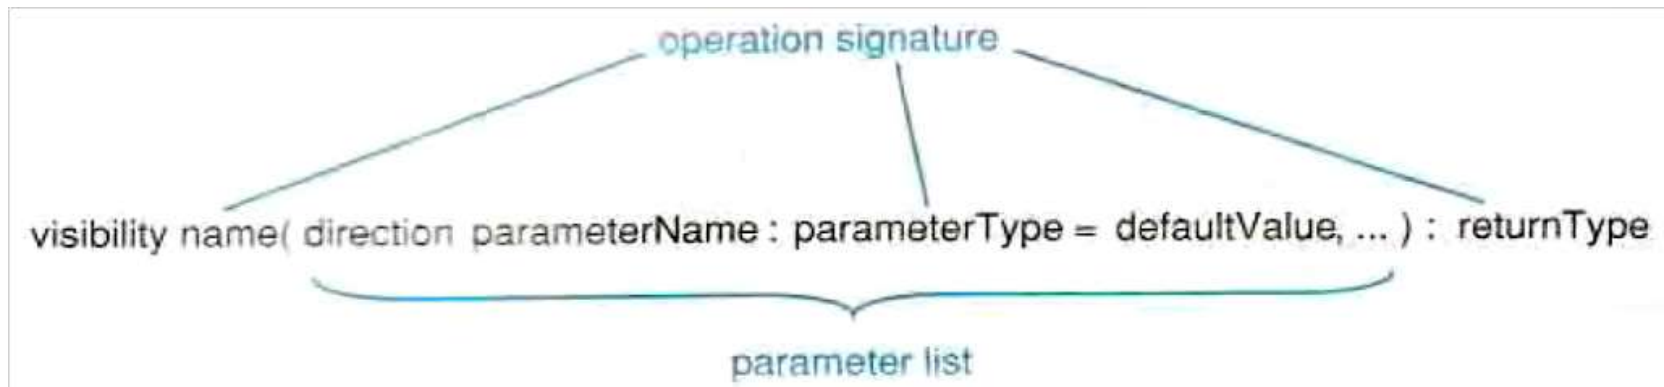 operation signature
visibility name( direction parameterName : parameterType = defaultValue, ... ) : returnType
parameter list